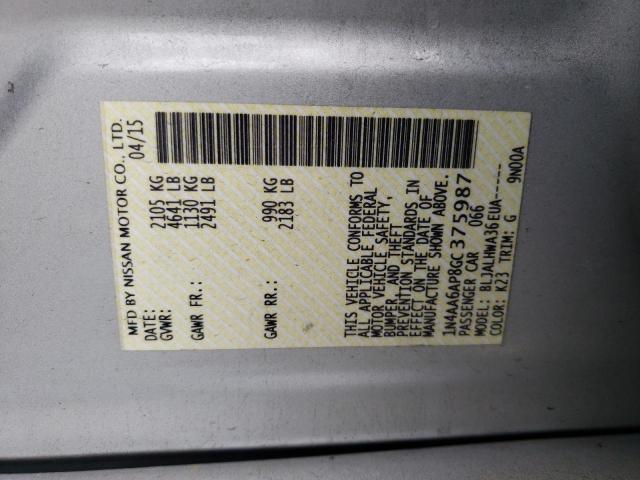 MFD BY NISSAN MOTOR CO., LTD.
DATE: 04/15
GVWR: 2105 KG
4641 LB
GAWR FR.: 1130 KG
2491 LB
GAWR RR.: 990 KG
2183 LB
THIS VEHICLE CONFORMS TO
ALL APPLICABLE FEDERAL
MOTOR VEHICLE SAFETY,
BUMPER, AND THEFT
PREVENTION STANDARDS IN
EFFECT ON THE DATE OF
MANUFACTURE SHOWN ABOVE.
1N4AA6AP8GC375987
PASSENGER CAR 066
MODEL: BLJALHWA36EUA-----
COLOR: K23 TRIM: G 9N00A